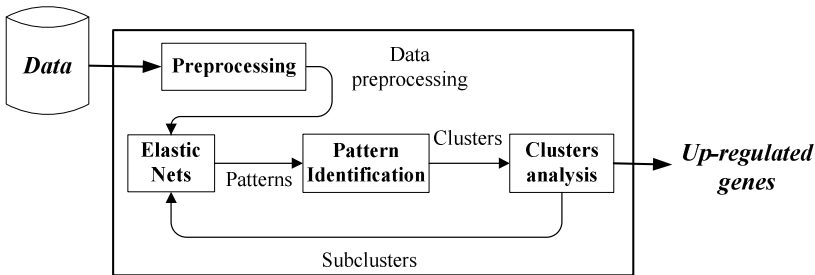 Data
Preprocessing
Data
preprocessing
Elastic
Nets
Patterns
Pattern
Identification
Clusters
Clusters
analysis
Up-regulated
genes
Subclusters